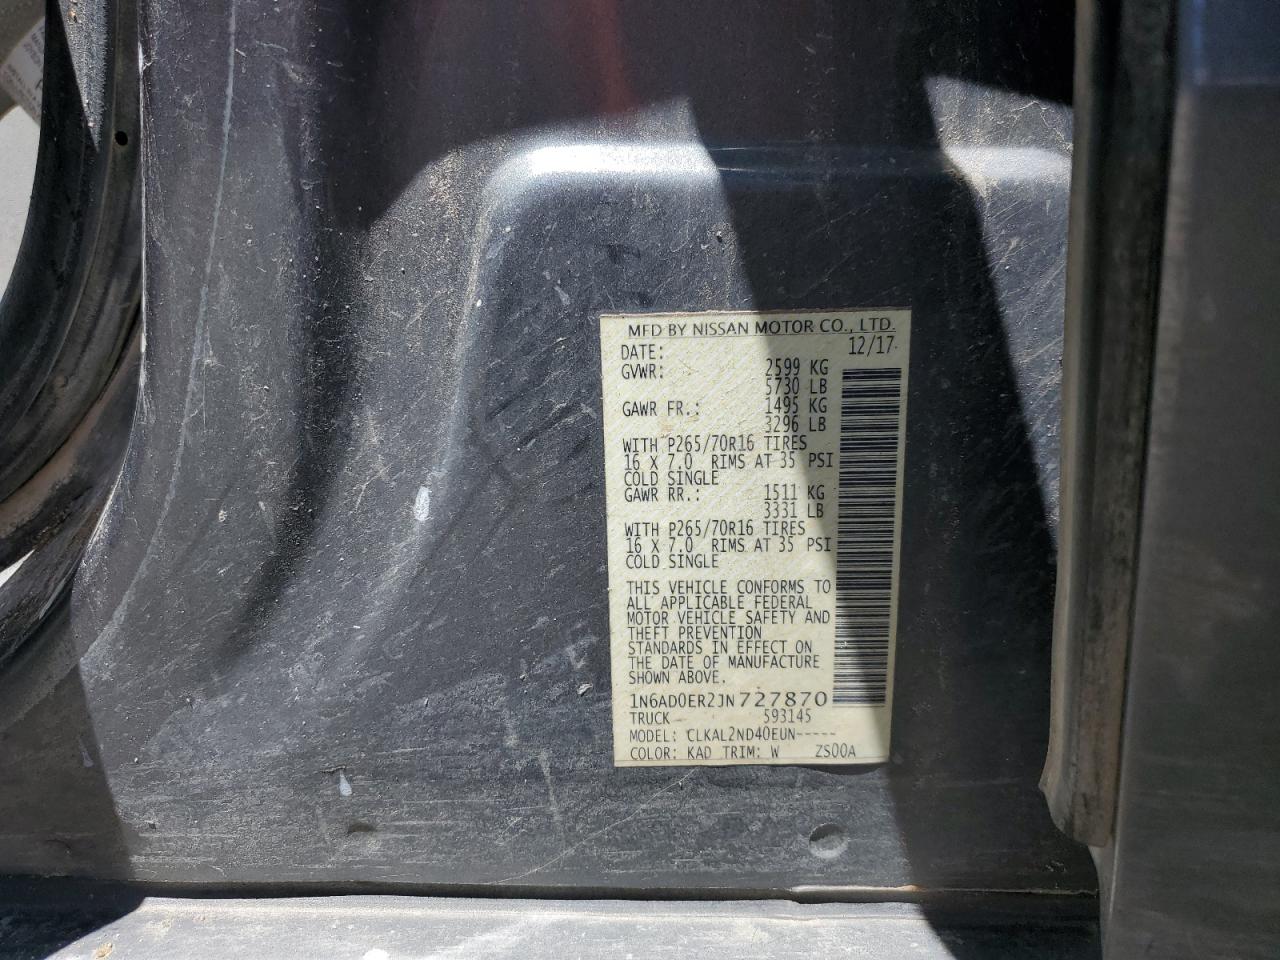 MFD BY NISSAN MOTOR CO., LTD.
DATE: 12/17
GVWR: 2599 KG
5730 LB
GAWR FR.: 1495 KG
3296 LB
WITH P265/70R16 TIRES
16 X 7.0 RIMS AT 35 PSI
COLD SINGLE
GAWR RR.: 1511 KG
3331 LB
WITH P265/70R16 TIRES
16 X 7.0 RIMS AT 35 PSI
COLD SINGLE
THIS VEHICLE CONFORMS TO
ALL APPLICABLE FEDERAL
MOTOR VEHICLE SAFETY AND
THEFT PREVENTION
STANDARDS IN EFFECT ON
THE DATE OF MANUFACTURE
SHOWN ABOVE.
1N6AD0ER2JN727870
TRUCK 593145
MODEL: CLKAL2ND40EUN-----
COLOR: KAD TRIM: W ZS00A